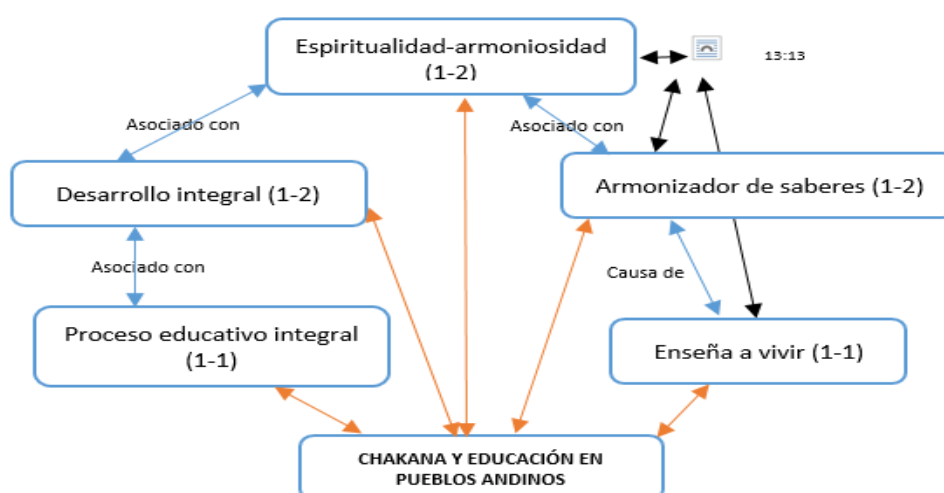 Espiritualidad-armoniosidad
(1-2)
13:13
Asociado con
Asociado con
Desarrollo integral (1-2)
Armonizador de saberes (1-2)
Asociado con
Causa de
Proceso educativo integral
(1-1)
Enseña a vivir (1-1)
CHAKANA Y EDUCACIÓN EN
PUEBLOS ANDINOS